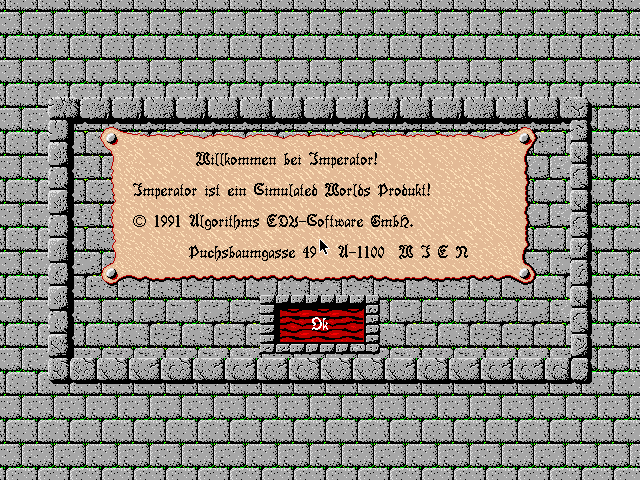 Willkommen bei Imperator!
Imperator ist ein Simulated Worlds Produkt!
© 1991 Algorithms EDV-Software GmbH.
Puchsbaumgasse 49 A-1100 W I E N
Ok